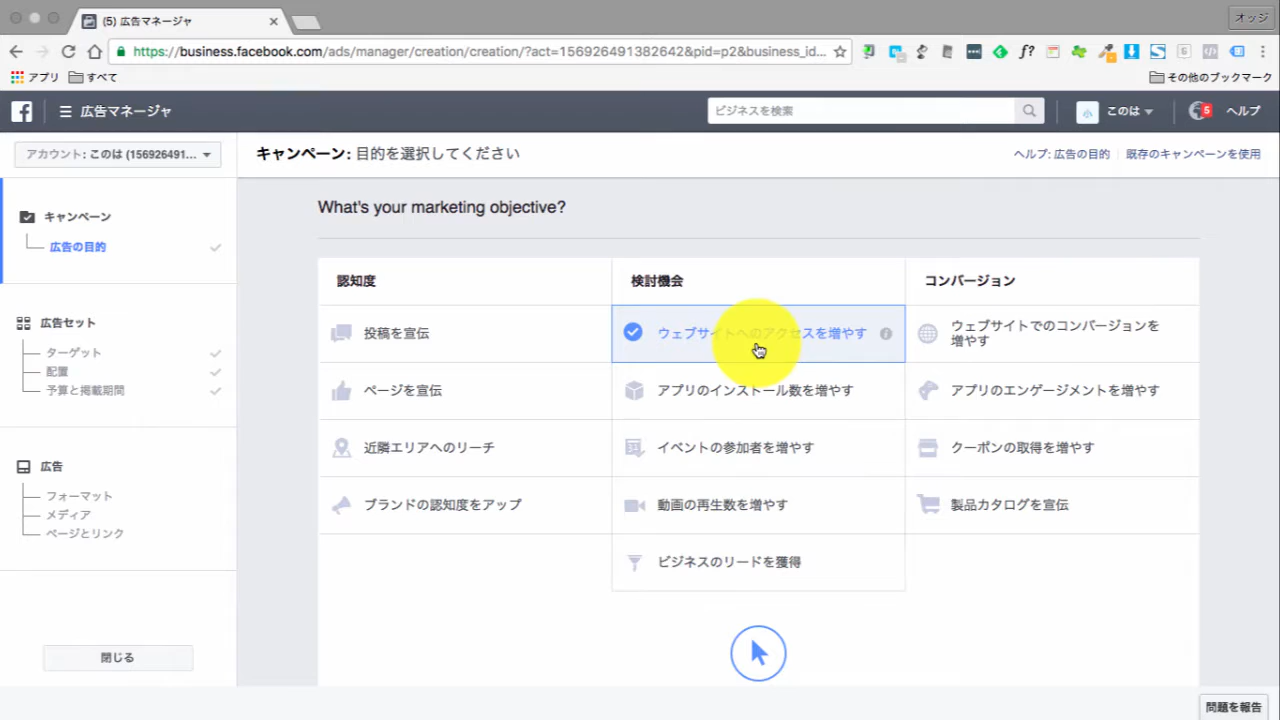 (5) 広告マネージャ
オッジ
https://business.facebook.com/ads/manager/creation/creation/?act=156926491382642&pid=p2&business_id...
アプリ
すべて
その他のブックマーク
広告マネージャ
ビジネスを検索
このは
5
ヘルプ
アカウント: このは (156926491...
キャンペーン: 目的を選択してください
ヘルプ: 広告の目的
既存のキャンペーンを使用
キャンペーン
広告の目的
広告セット
ターゲット
配置
予算と掲載期間
広告
フォーマット
メディア
ページとリンク
閉じる
What's your marketing objective?
認知度
検討機会
コンバージョン
投稿を宣伝
ウェブサイトへのアクセスを増やす
ウェブサイトでのコンバージョンを
増やす
ページを宣伝
アプリのインストール数を増やす
アプリのエンゲージメントを増やす
近隣エリアへのリーチ
イベントの参加者を増やす
クーポンの取得を増やす
ブランドの認知度をアップ
動画の再生数を増やす
製品カタログを宣伝
ビジネスのリードを獲得
問題を報告